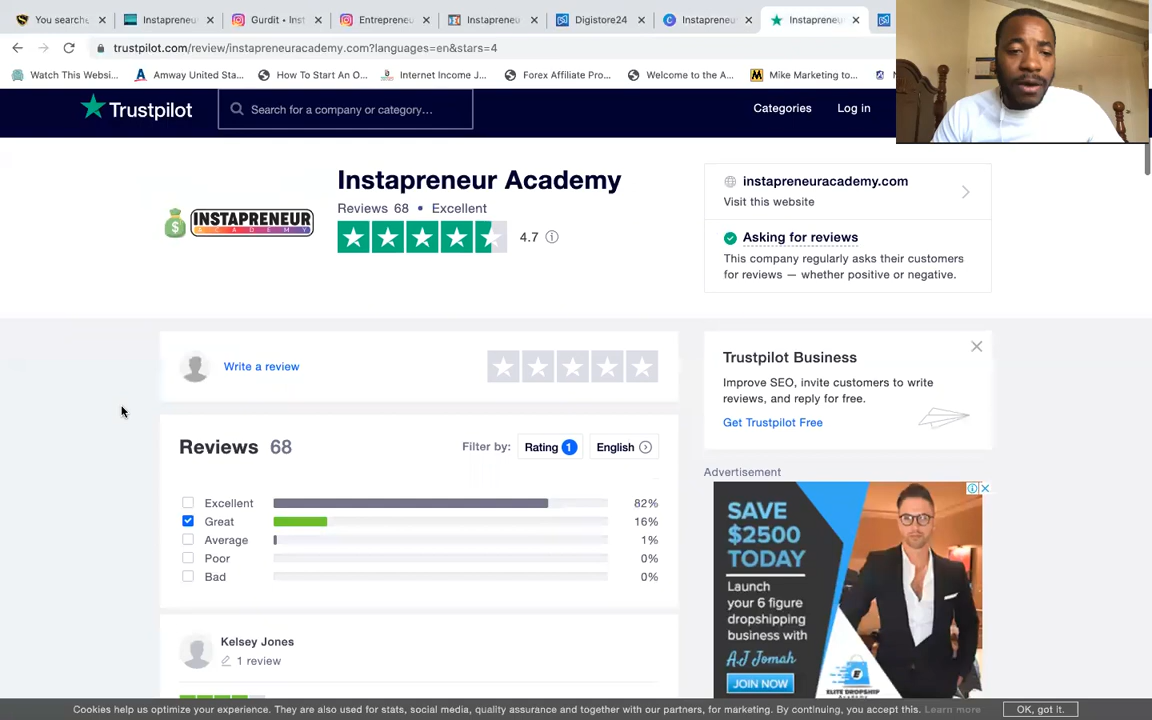 You searche
Instapreneu
Gurdit • Inst
Entrepreneu
Instapreneu
Digistore24
Instapreneu
Instapreneu
trustpilot.com/review/instapreneuracademy.com?languages=en&stars=4
Watch This Websi...
Amway United Sta...
How To Start An O...
Internet Income J...
Forex Affiliate Pro...
Welcome to the A...
Mike Marketing to...
Trustpilot
Search for a company or category...
Categories
Log in
Instapreneur Academy
Reviews 68 • Excellent
4.7
INSTAPRENEUR
ACADEMY
instapreneuracademy.com
Visit this website
Asking for reviews
This company regularly asks their customers
for reviews — whether positive or negative.
Write a review
Trustpilot Business
Improve SEO, invite customers to write
reviews, and reply for free.
Get Trustpilot Free
Reviews 68
Filter by:
Rating 1
English
Excellent 82%
Great 16%
Average 1%
Poor 0%
Bad 0%
Advertisement
SAVE
$2500
TODAY
Launch
your 6 figure
dropshipping
business with
AJ Jomah
JOIN NOW
ELITE DROPSHIP
Kelsey Jones
1 review
Cookies help us optimize your experience. They are also used for stats, social media, quality assurance and together with our partners, for marketing. By continuing, you accept this. Learn more
OK, got it.